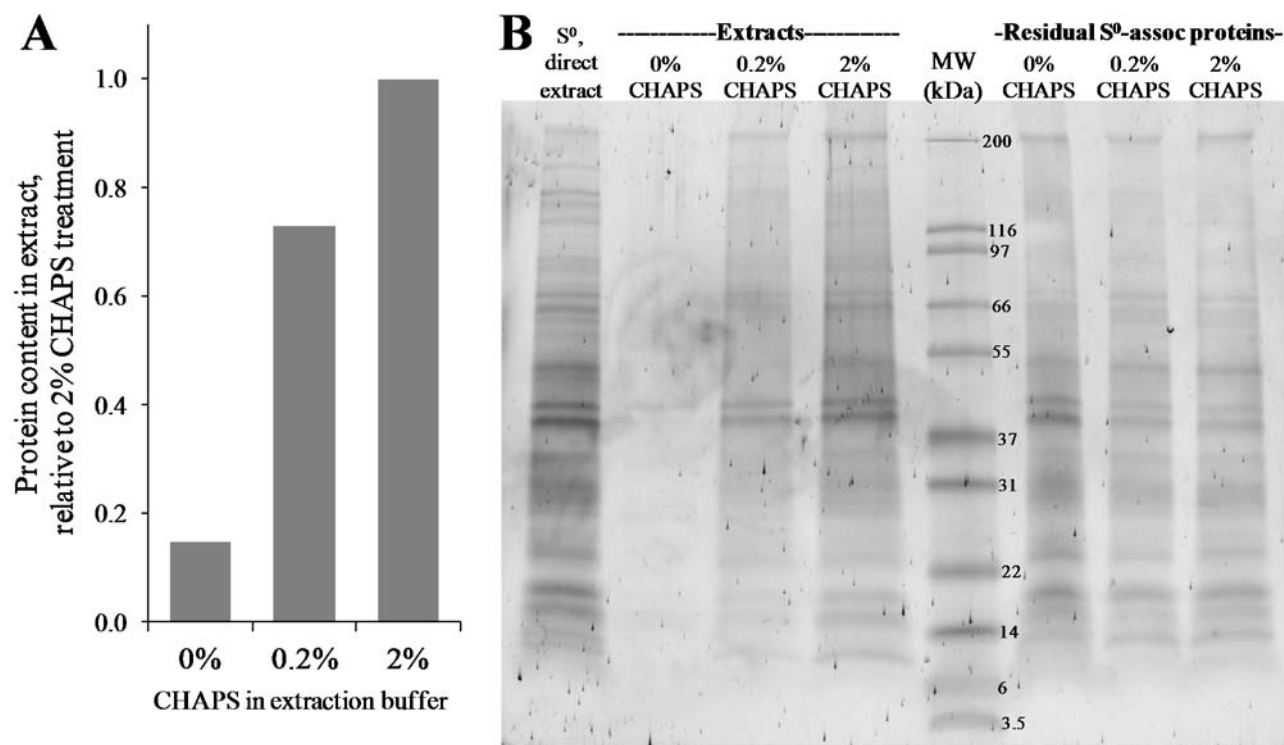 A
Protein content in extract,
relative to 2% CHAPS treatment
1.0
0.8
0.6
0.4
0.2
0.0
0%
0.2%
2%
CHAPS in extraction buffer
B
S⁰,
direct
extract
-------------Extracts-------------
0% CHAPS
0.2% CHAPS
2% CHAPS
MW
(kDa)
-Residual S⁰-assoc proteins-
0% CHAPS
0.2% CHAPS
2% CHAPS
200
116
97
66
55
37
31
22
14
6
3.5